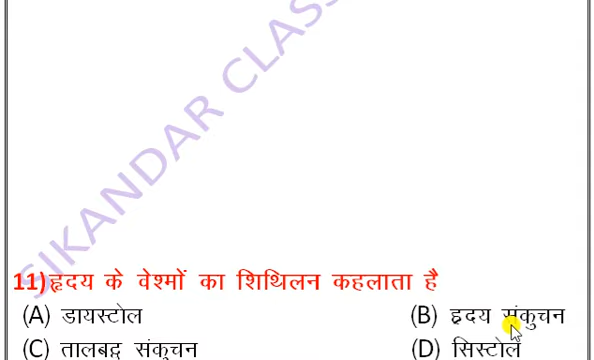 SIKANDAR CLASS
11)हृदय के वेश्मों का शिथिलन कहलाता है
(A) डायस्टोल (B) हृदय संकुचन
(C) तालबद्ध संकुचन (D) सिस्टोल